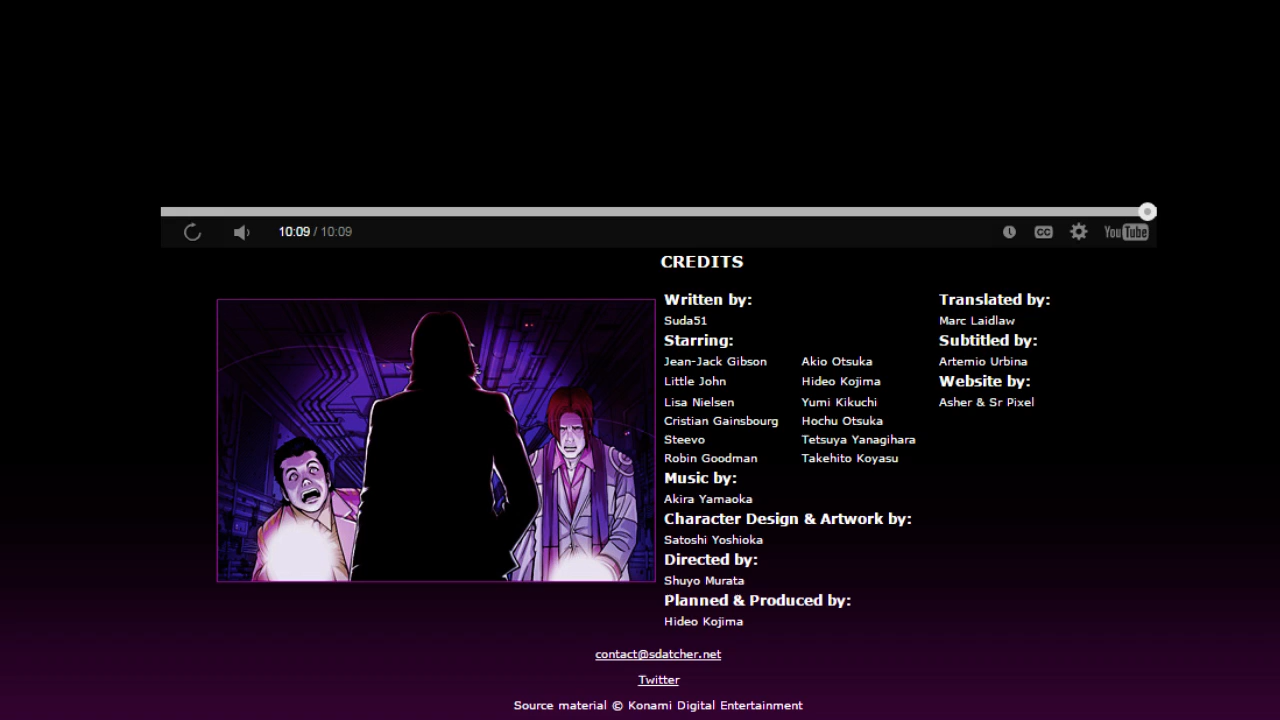 10:09 / 10:09
CC
YouTube
CREDITS
Written by:
Suda51
Starring:
Jean-Jack Gibson Akio Otsuka
Little John Hideo Kojima
Lisa Nielsen Yumi Kikuchi
Cristian Gainsbourg Hochu Otsuka
Steevo Tetsuya Yanagihara
Robin Goodman Takehito Koyasu
Music by:
Akira Yamaoka
Character Design & Artwork by:
Satoshi Yoshioka
Directed by:
Shuyo Murata
Planned & Produced by:
Hideo Kojima
Translated by:
Marc Laidlaw
Subtitled by:
Artemio Urbina
Website by:
Asher & Sr Pixel
contact@sdatcher.net
Twitter
Source material © Konami Digital Entertainment